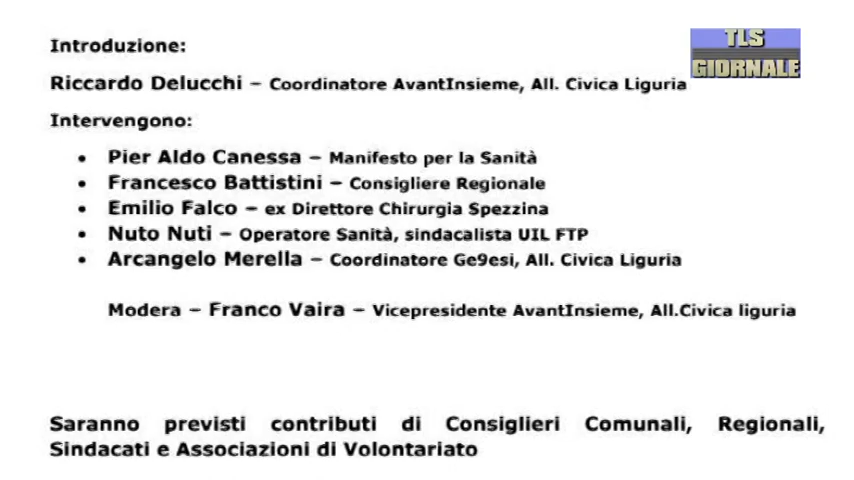 TLS
GIORNALE
Introduzione:
Riccardo Delucchi – Coordinatore AvantInsieme, All. Civica Liguria
Intervengono:
• Pier Aldo Canessa – Manifesto per la Sanità
• Francesco Battistini – Consigliere Regionale
• Emilio Falco – ex Direttore Chirurgia Spezzina
• Nuto Nuti – Operatore Sanità, sindacalista UIL FTP
• Arcangelo Merella – Coordinatore Ge9esi, All. Civica Liguria
Modera – Franco Vaira – Vicepresidente AvantInsieme, All.Civica liguria
Saranno previsti contributi di Consiglieri Comunali, Regionali,
Sindacati e Associazioni di Volontariato